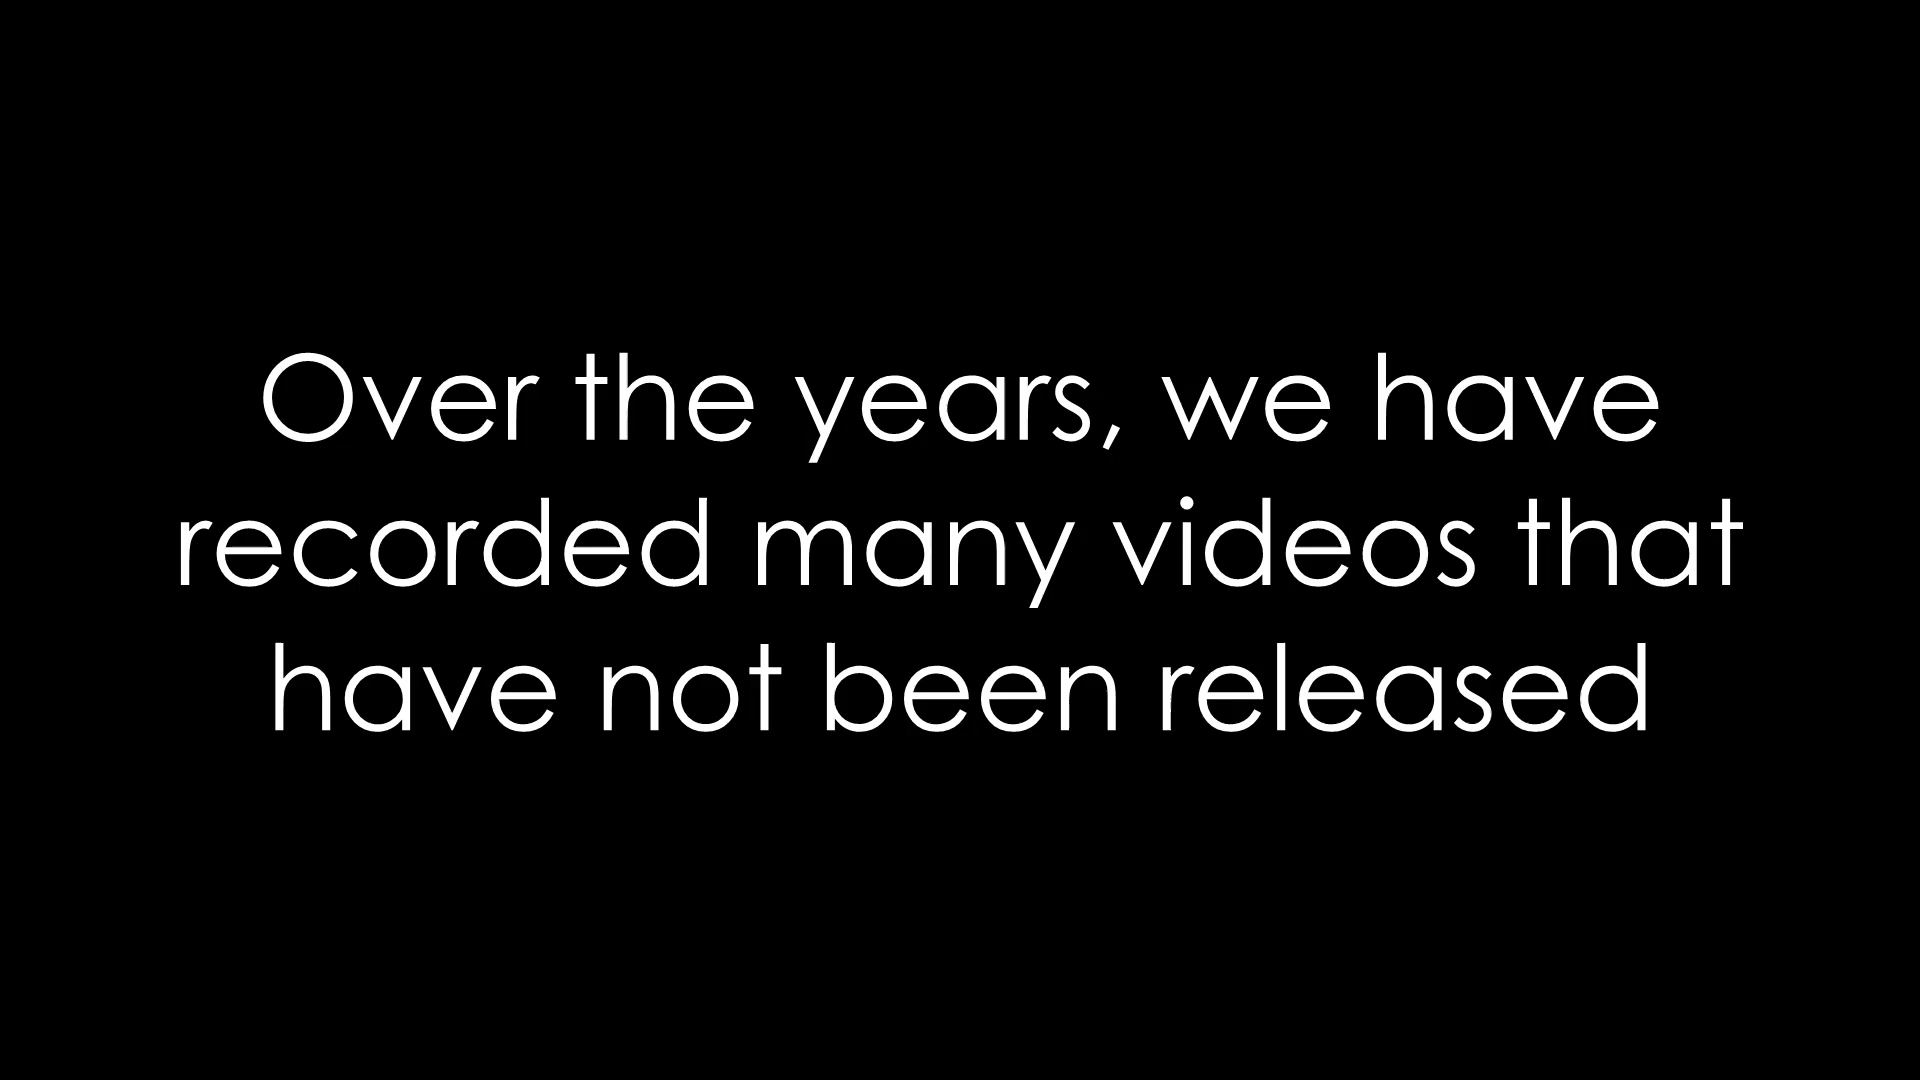 Over the years, we have
recorded many videos that
have not been released